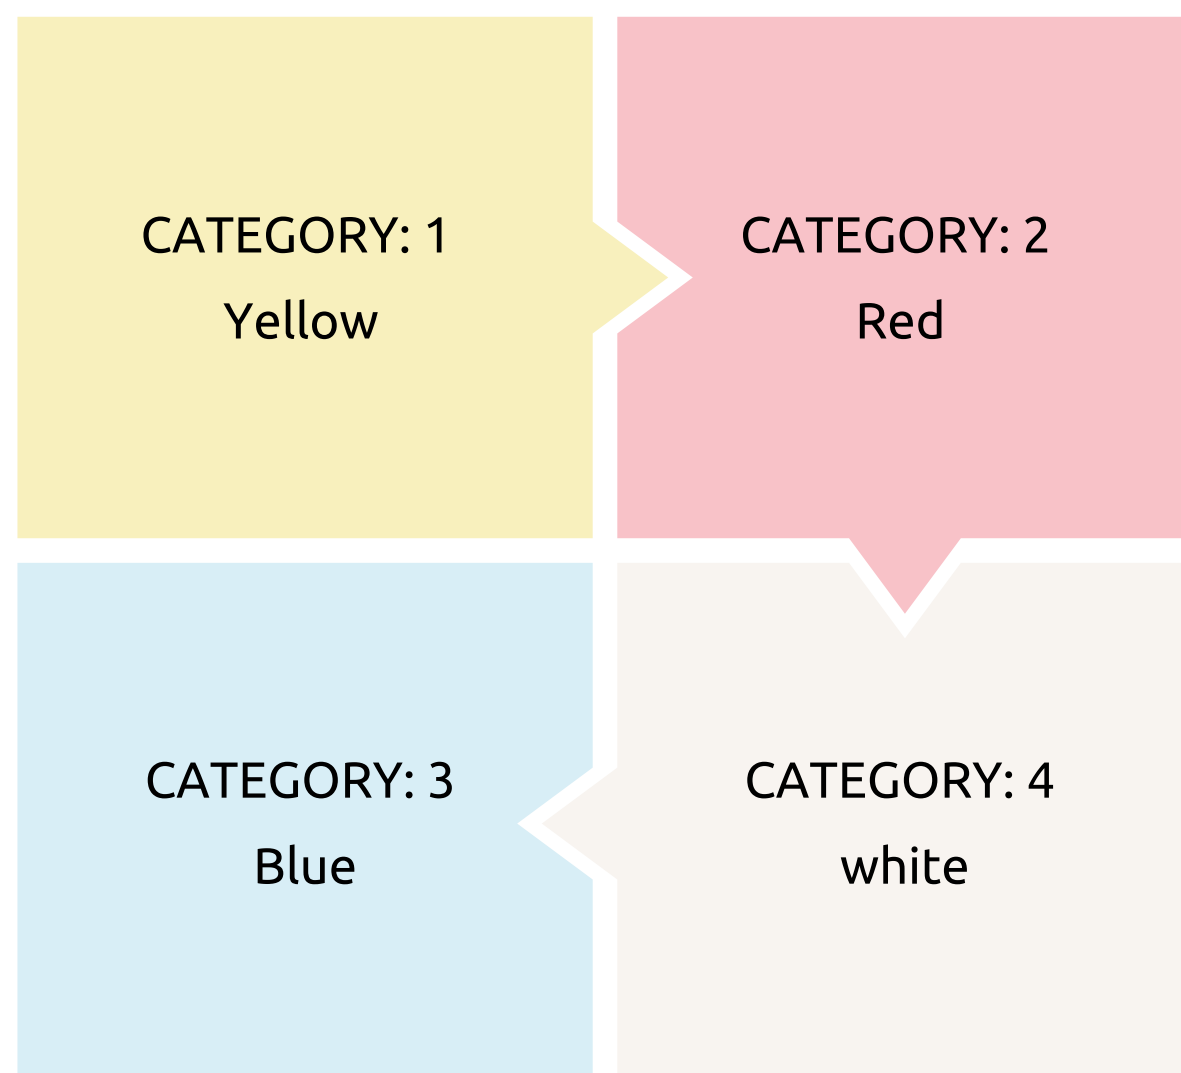 CATEGORY: 1
Yellow
CATEGORY: 2
Red
CATEGORY: 3
Blue
CATEGORY: 4
white